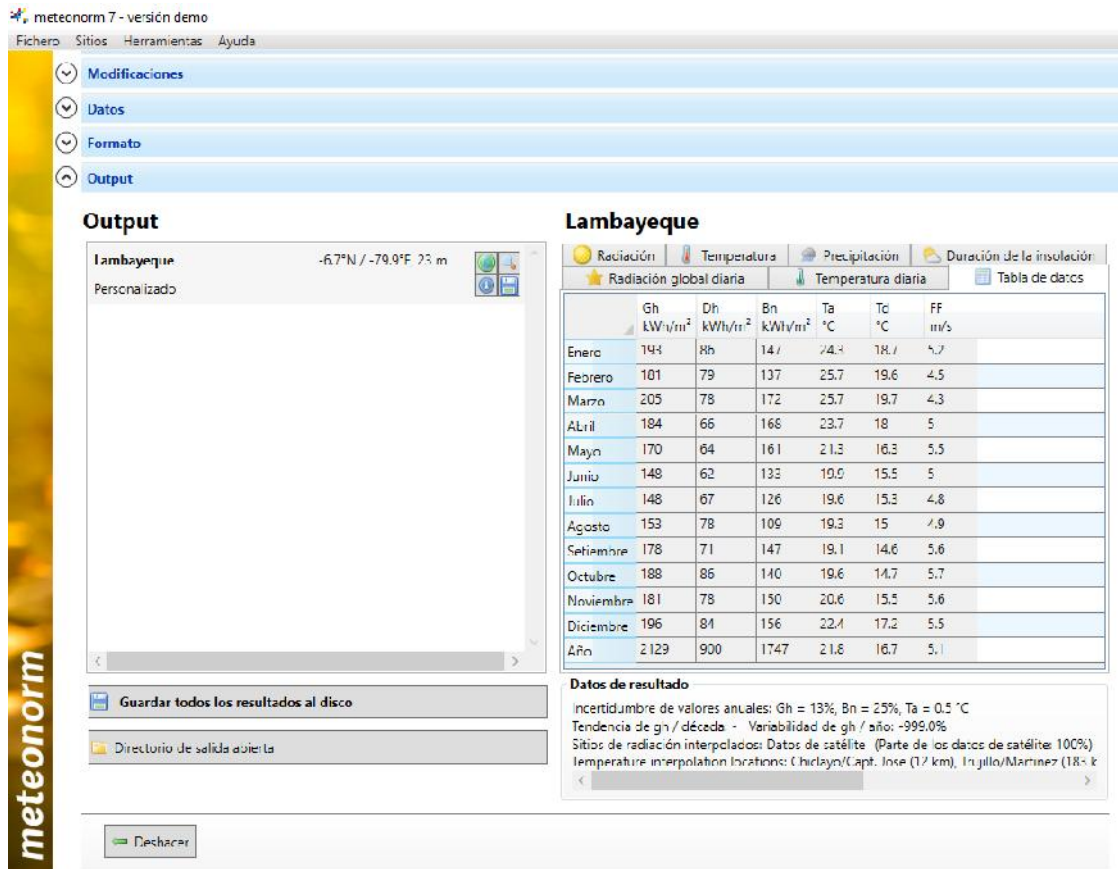 meteonorm 7 - versión demo
Fichero Sitios Herramientas Ayuda
Modificaciones
Datos
Formato
Output
Output
Lambayeque -6.7°N / -79.9°E, 23 m
Personalizado
Guardar todos los resultados al disco
Directorio de salida abierta
Lambayeque
Radiación Temperatura Precipitación Duración de la insolación
Radiación global diaria Temperatura diaria Tabla de datos
Gh Dh Bn Ta Td FF
kWh/m² kWh/m² kWh/m² °C °C m/s
Enero 193 86 147 24.3 18.7 5.2
Febrero 181 79 137 25.7 19.6 4.5
Marzo 205 78 172 25.7 19.7 4.3
Abril 184 66 168 23.7 18 5
Mayo 170 64 161 21.3 16.3 5.5
Junio 148 62 133 19.9 15.5 5
Julio 148 67 126 19.6 15.3 4.8
Agosto 153 78 109 19.3 15 4.9
Setiembre 178 71 147 19.1 14.6 5.6
Octubre 188 86 140 19.6 14.7 5.7
Noviembre 181 78 150 20.6 15.5 5.6
Diciembre 196 84 156 22.4 17.2 5.5
Año 2129 900 1747 21.8 16.7 5.1
Datos de resultado
Incertidumbre de valores anuales: Gh = 13%, Bn = 25%, Ta = 0.5 °C
Tendencia de gh / década: - Variabilidad de gh / año: -999.0%
Sitios de radiación interpolados: Datos de satélite (Parte de los datos de satélite: 100%)
Temperature interpolation locations: Chiclayo/Capt. Jose (12 km), Trujillo/Martinez (183 k
Deshacer
meteonorm